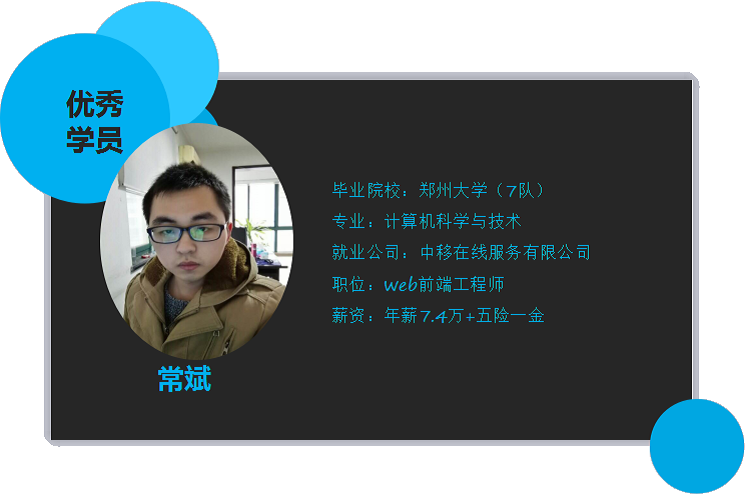 优秀
学员
毕业院校：郑州大学（7队）
专业：计算机科学与技术
就业公司：中移在线服务有限公司
职位：web前端工程师
薪资：年薪7.4万+五险一金
常斌